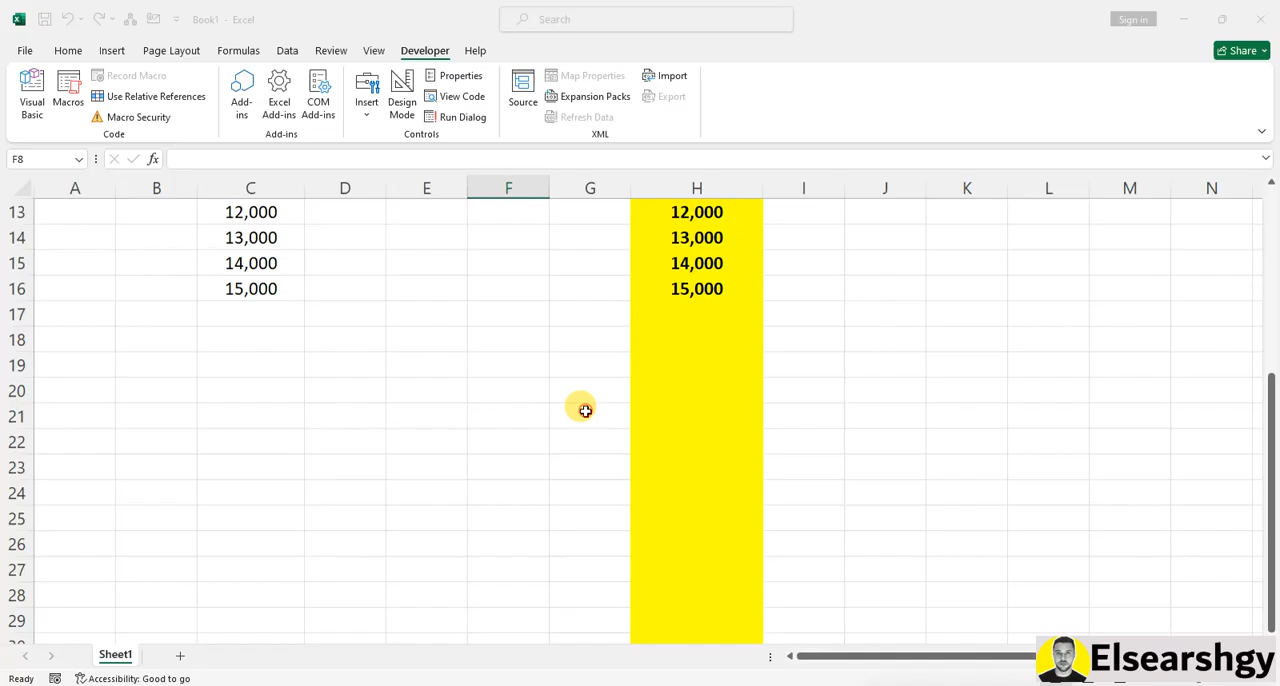 Book1 - Excel
Search
Sign in
File Home Insert Page Layout Formulas Data Review View Developer Help
Share
Visual Basic
Macros
Record Macro
Use Relative References
Macro Security
Code
Add-ins
Excel Add-ins
COM Add-ins
Add-ins
Insert
Design Mode
Properties
View Code
Run Dialog
Controls
Source
Map Properties
Expansion Packs
Refresh Data
Import
Export
XML
F8
fx
A B C D E F G H I J K L M N
13 12,000 12,000
14 13,000 13,000
15 14,000 14,000
16 15,000 15,000
17
18
19
20
21
22
23
24
25
26
27
28
29
Sheet1
Ready
Accessibility: Good to go
Elsearshgy